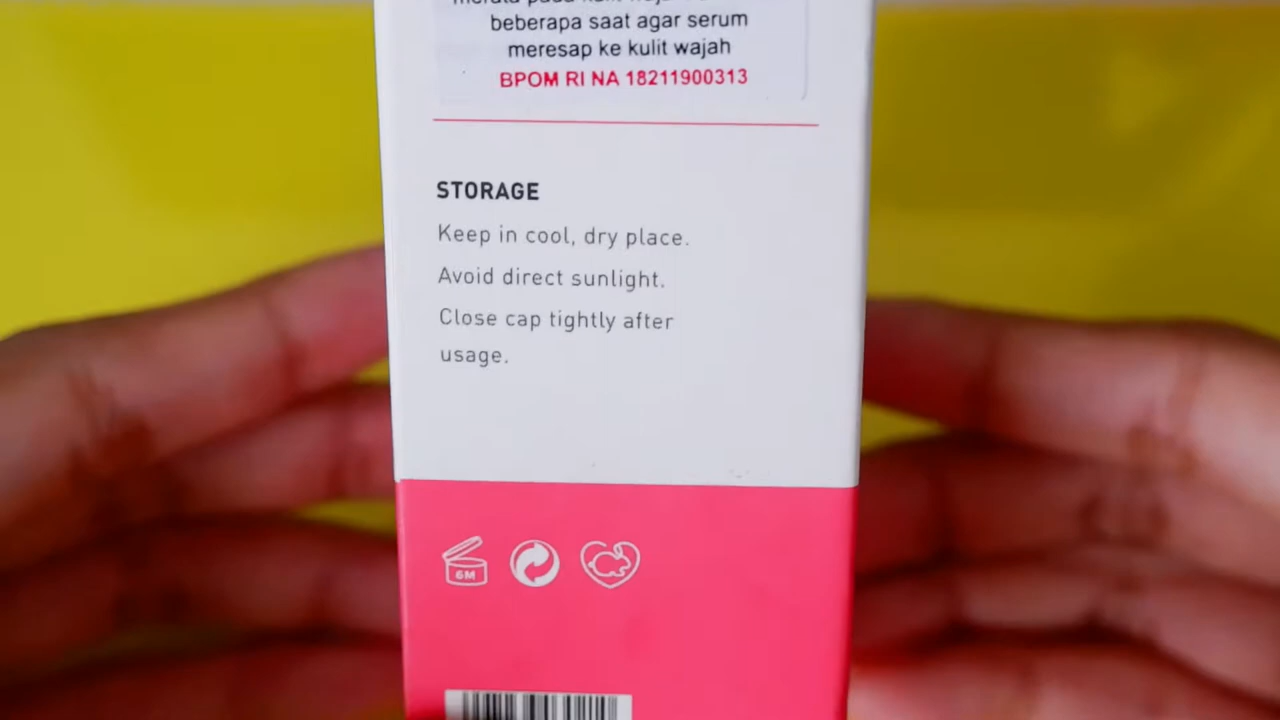 beberapa saat agar serum
meresap ke kulit wajah
BPOM RI NA 18211900313
STORAGE
Keep in cool, dry place.
Avoid direct sunlight.
Close cap tightly after
usage.
6M